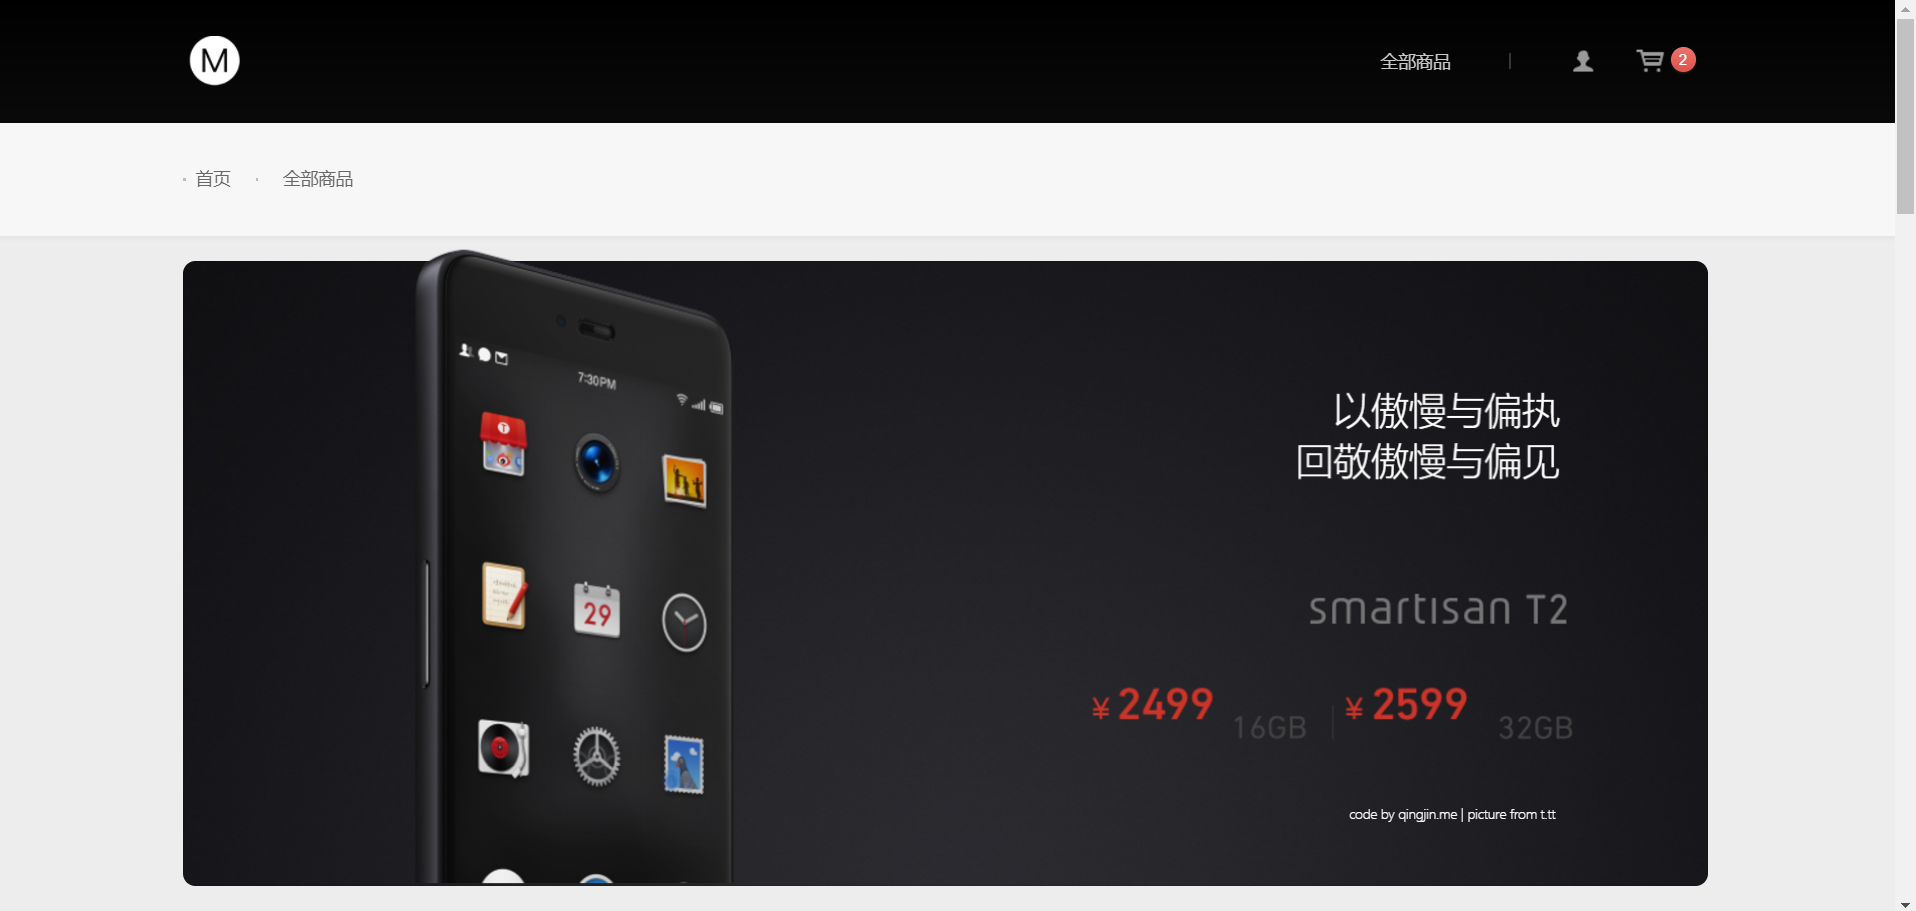 M
全部商品
2
首页
全部商品
7:30PM
T
29
以傲慢与偏执
回敬傲慢与偏见
smartisan T2
¥ 2499 16GB
¥ 2599 32GB
code by qingjin.me | picture from t.tt